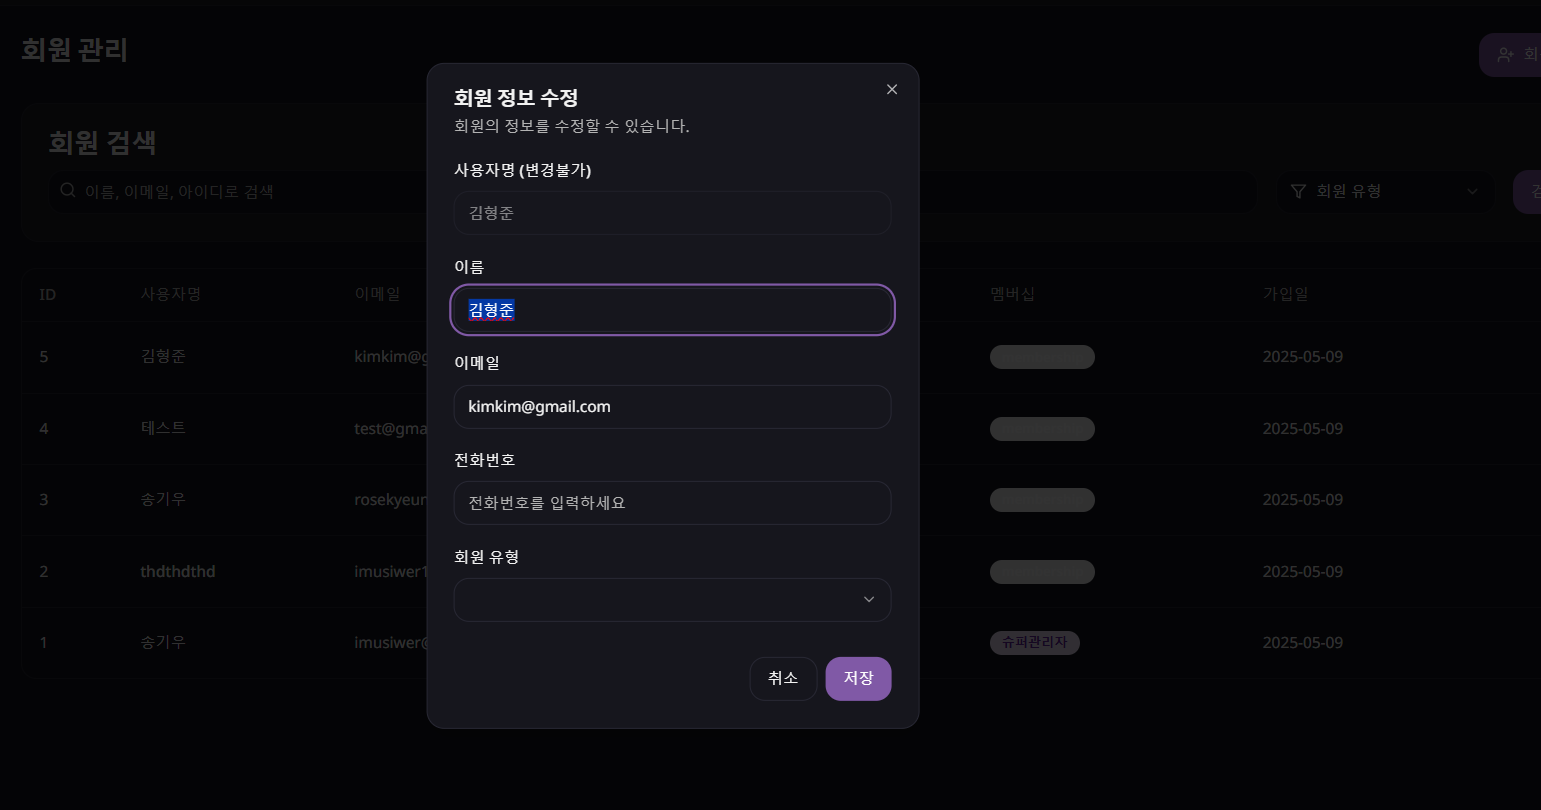 회원 관리
회
회원 검색
이름, 이메일, 아이디로 검색
회원 유형
ID 사용자명 이메일 멤버십 가입일
5 김형준 kimkim@g 2025-05-09
4 테스트 test@gma 2025-05-09
3 송기우 rosekyeun 2025-05-09
2 thdthdthd imusiwer1 2025-05-09
1 송기우 imusiwer@ 슈퍼관리자 2025-05-09
회원 정보 수정
회원의 정보를 수정할 수 있습니다.
사용자명 (변경불가)
김형준
이름
김형준
이메일
kimkim@gmail.com
전화번호
전화번호를 입력하세요
회원 유형
취소 저장